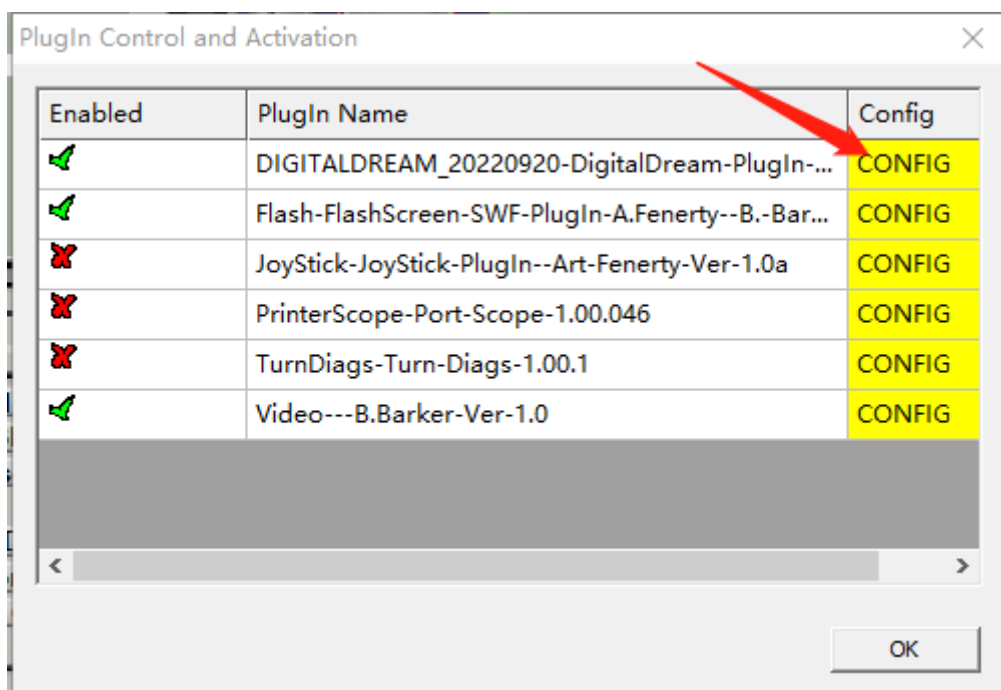 PlugIn Control and Activation
Enabled PlugIn Name Config
DIGITALDREAM_20220920-DigitalDream-PlugIn-... CONFIG
Flash-FlashScreen-SWF-PlugIn-A.Fenerty--B.-Bar... CONFIG
JoyStick-JoyStick-PlugIn--Art-Fenerty-Ver-1.0a CONFIG
PrinterScope-Port-Scope-1.00.046 CONFIG
TurnDiags-Turn-Diags-1.00.1 CONFIG
Video---B.Barker-Ver-1.0 CONFIG
OK